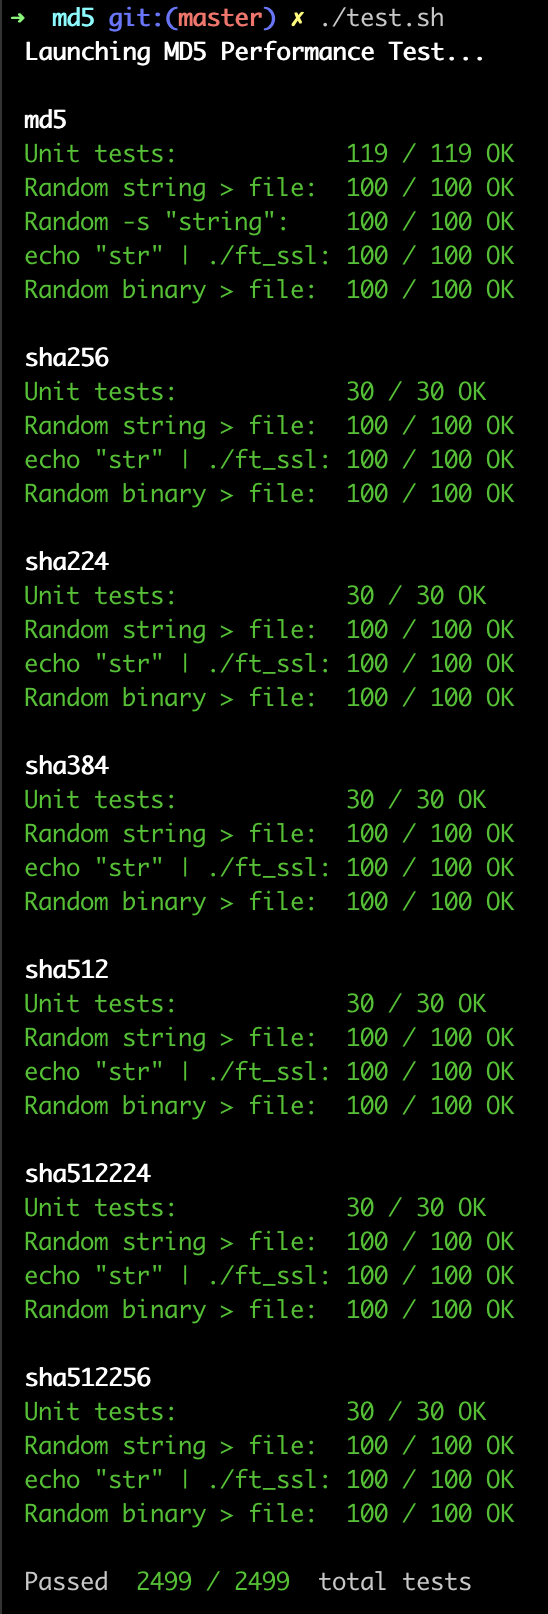 ➜  md5 git:(master) ✗ ./test.sh
Launching MD5 Performance Test...

md5
Unit tests:            119 / 119 OK
Random string > file:  100 / 100 OK
Random -s "string":    100 / 100 OK
echo "str" | ./ft_ssl: 100 / 100 OK
Random binary > file:  100 / 100 OK

sha256
Unit tests:            30 / 30 OK
Random string > file:  100 / 100 OK
echo "str" | ./ft_ssl: 100 / 100 OK
Random binary > file:  100 / 100 OK

sha224
Unit tests:            30 / 30 OK
Random string > file:  100 / 100 OK
echo "str" | ./ft_ssl: 100 / 100 OK
Random binary > file:  100 / 100 OK

sha384
Unit tests:            30 / 30 OK
Random string > file:  100 / 100 OK
echo "str" | ./ft_ssl: 100 / 100 OK
Random binary > file:  100 / 100 OK

sha512
Unit tests:            30 / 30 OK
Random string > file:  100 / 100 OK
echo "str" | ./ft_ssl: 100 / 100 OK
Random binary > file:  100 / 100 OK

sha512224
Unit tests:            30 / 30 OK
Random string > file:  100 / 100 OK
echo "str" | ./ft_ssl: 100 / 100 OK
Random binary > file:  100 / 100 OK

sha512256
Unit tests:            30 / 30 OK
Random string > file:  100 / 100 OK
echo "str" | ./ft_ssl: 100 / 100 OK
Random binary > file:  100 / 100 OK

Passed  2499 / 2499  total tests